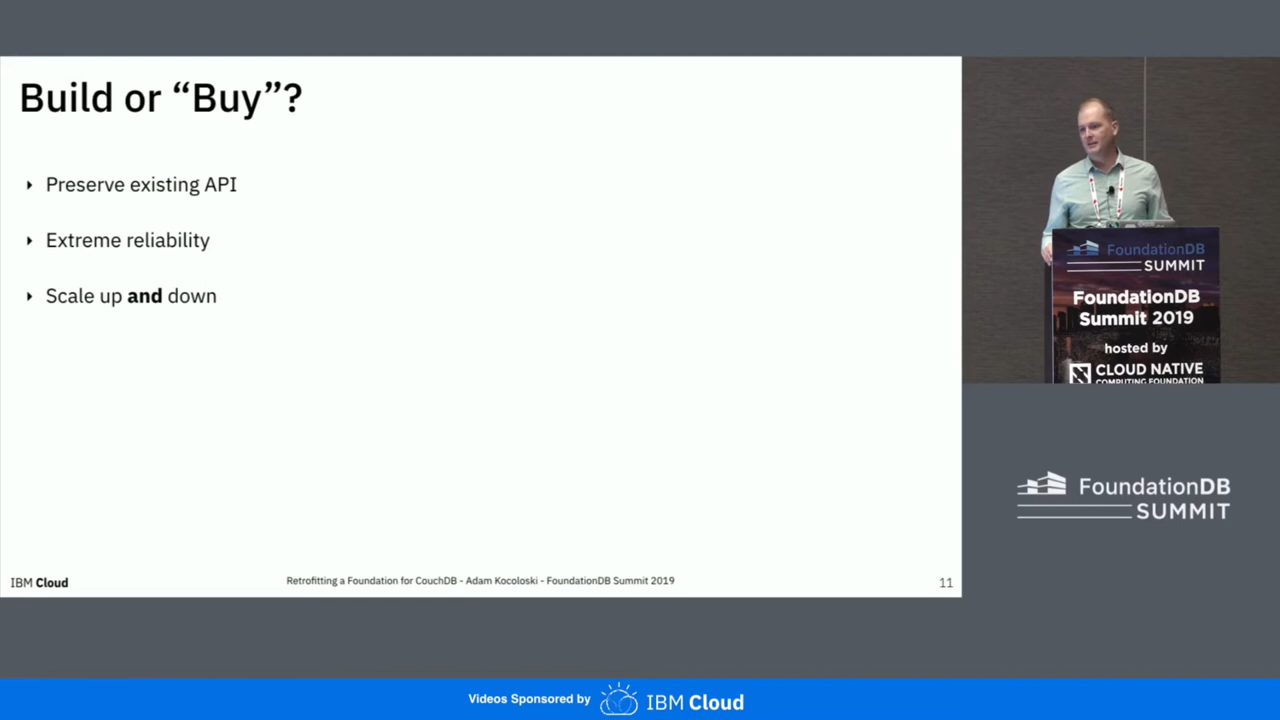 Build or “Buy”?
Preserve existing API
Extreme reliability
Scale up and down
IBM Cloud
Retrofitting a Foundation for CouchDB - Adam Kocoloski - FoundationDB Summit 2019
11
FoundationDB
SUMMIT
FoundationDB
Summit 2019
hosted by
CLOUD NATIVE
COMPUTING FOUNDATION
FoundationDB
SUMMIT
Videos Sponsored by
IBM Cloud